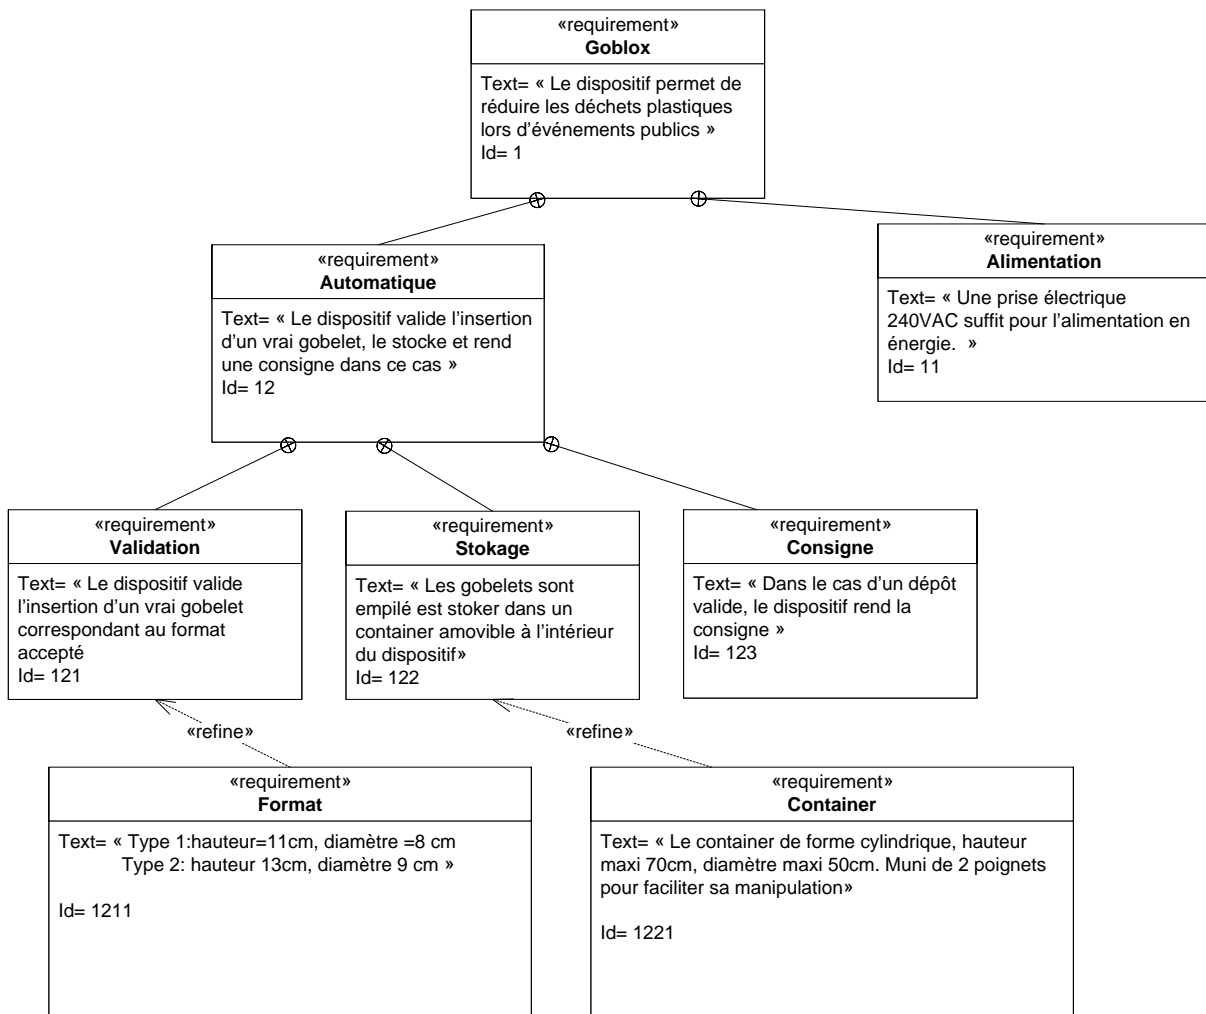 «requirement»
Goblox
Text= « Le dispositif permet de
réduire les déchets plastiques
lors d’événements publics »
Id= 1
«requirement»
Automatique
Text= « Le dispositif valide l’insertion
d’un vrai gobelet, le stocke et rend
une consigne dans ce cas »
Id= 12
«requirement»
Alimentation
Text= « Une prise électrique
240VAC suffit pour l’alimentation en
énergie.  »
Id= 11
«requirement»
Validation
Text= « Le dispositif valide
l’insertion d’un vrai gobelet
correspondant au format
accepté
Id= 121
«requirement»
Stokage
Text= « Les gobelets sont
empilé est stoker dans un
container amovible à l’intérieur
du dispositif»
Id= 122
«requirement»
Consigne
Text= « Dans le cas d’un dépôt
valide, le dispositif rend la
consigne »
Id= 123
«refine»
«refine»
«requirement»
Format
Text= « Type 1:hauteur=11cm, diamètre =8 cm
Type 2: hauteur 13cm, diamètre 9 cm »
Id= 1211
«requirement»
Container
Text= « Le container de forme cylindrique, hauteur
maxi 70cm, diamètre maxi 50cm. Muni de 2 poignets
pour faciliter sa manipulation»
Id= 1221